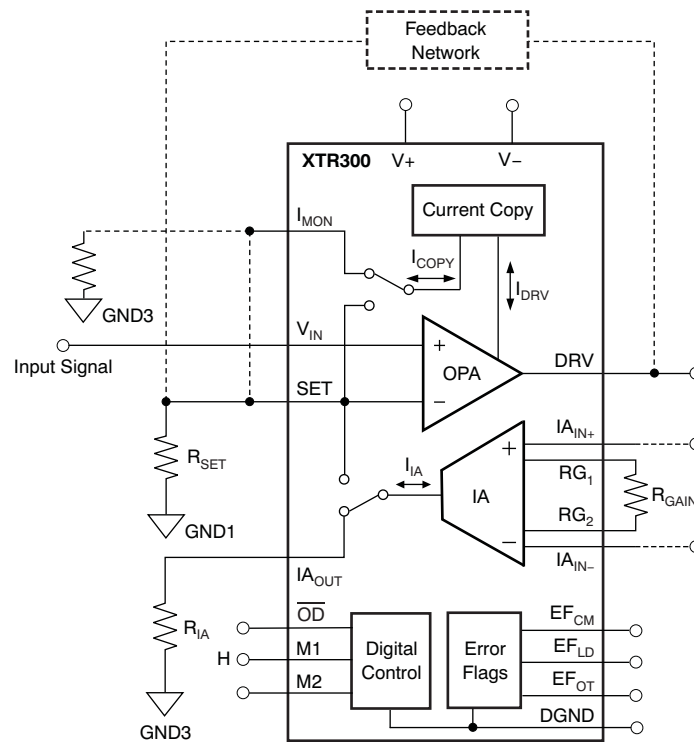 Feedback
Network
V+
V−
XTR300
I_MON
Current Copy
I_COPY
I_DRV
GND3
V_IN
Input Signal
+
OPA
−
DRV
SET
IA_IN+
R_SET
I_IA
+
IA
−
RG_1
R_GAIN
RG_2
GND1
IA_IN−
IA_OUT
R_IA
O̅D̅
EF_CM
H
M1
Digital
Control
Error
Flags
EF_LD
M2
EF_OT
DGND
GND3